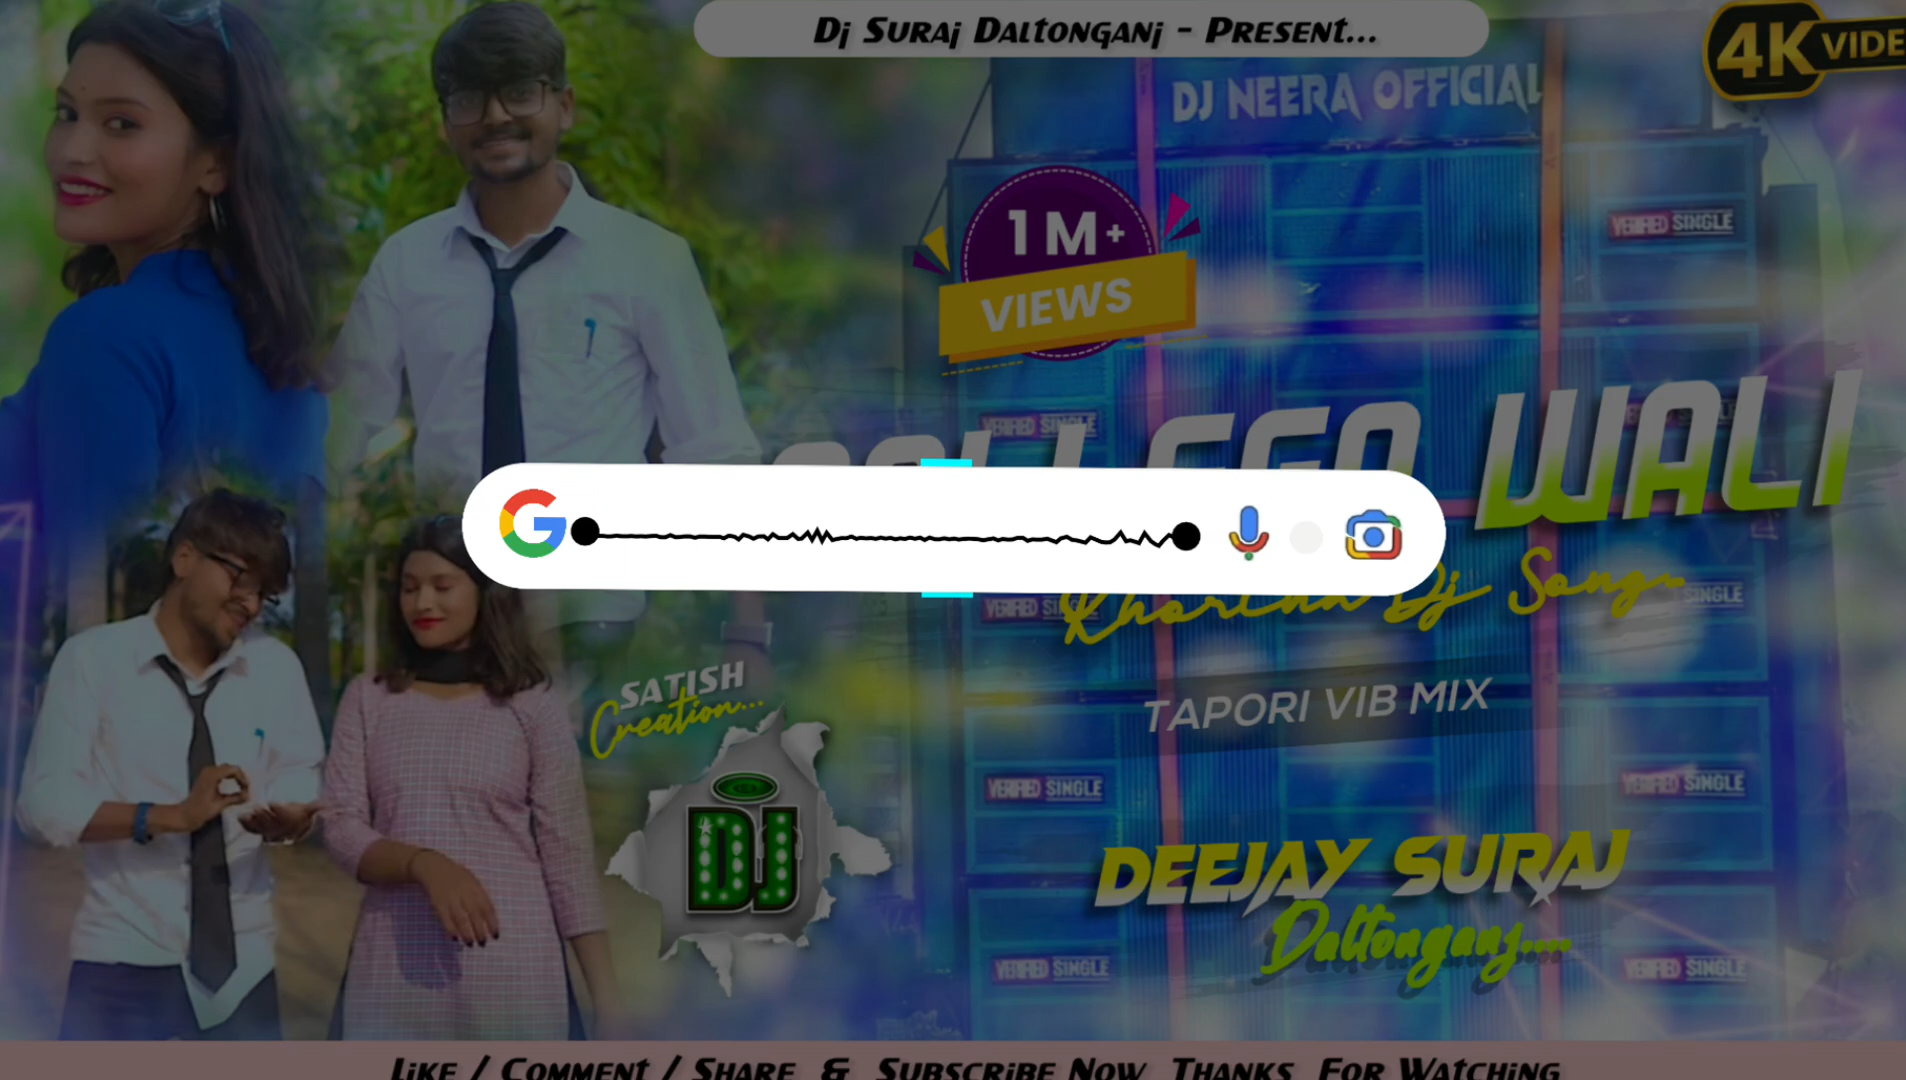 Dj Suraj Daltonganj - Present...
4K VIDE
DJ NEERA OFFICIAL
1 M+
VIEWS
VERIFIED SINGLE
VERIFIED SINGLE
WALI
G
VERIFIED
SINGLE
Dj Song..
SATISH
Creation...
TAPORI VIB MIX
VERIFIED SINGLE
VERIFIED SINGLE
DJ
DEEJAY SURAJ
Daltonganj....
VERIFIED SINGLE
VERIFIED SINGLE
Like / Comment / Share & Subscribe Now Thanks For Watching